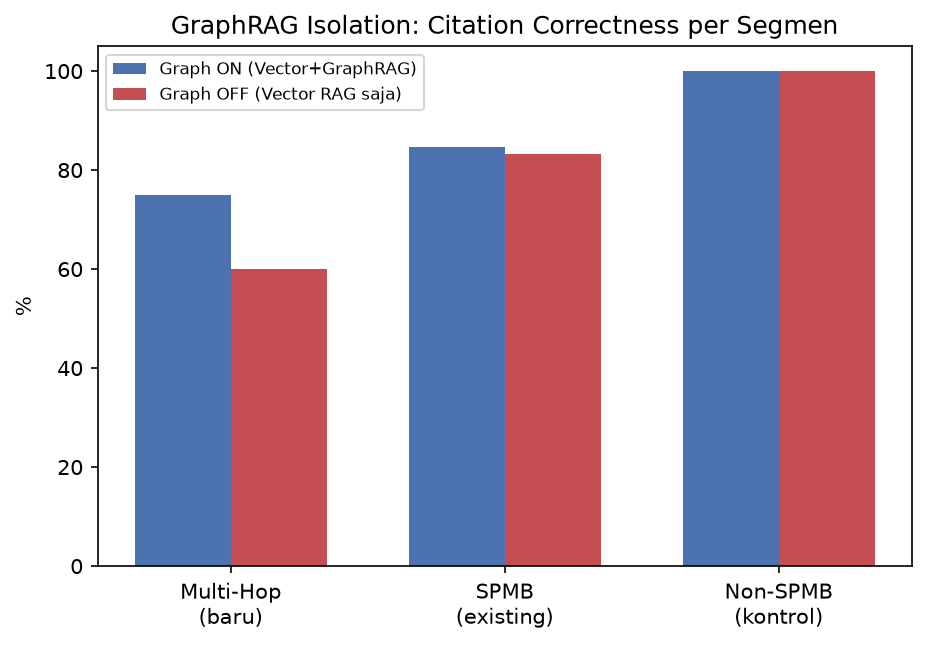 GraphRAG Isolation: Citation Correctness per Segmen
Graph ON (Vector+GraphRAG)
Graph OFF (Vector RAG saja)
100
80
60
40
20
0
%
Multi-Hop
(baru)
SPMB
(existing)
Non-SPMB
(kontrol)